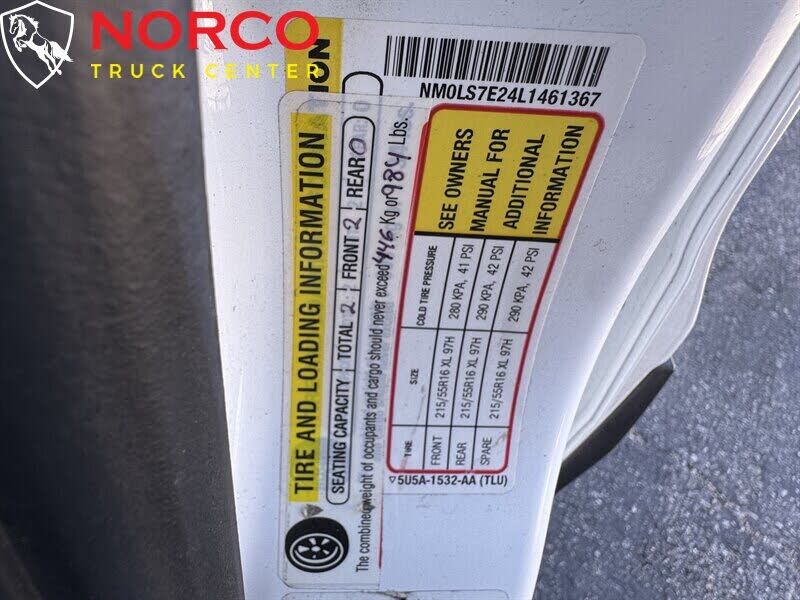 NORCO
TRUCK CENTER
TIRE AND LOADING INFORMATION
SEATING CAPACITY | TOTAL 2 | FRONT 2 | REAR 0
The combined weight of occupants and cargo should never exceed 446 Kg or 984 Lbs.
TIRE SIZE COLD TIRE PRESSURE
FRONT 215/55R16 XL 97H 280 KPA, 41 PSI
REAR 215/55R16 XL 97H 290 KPA, 42 PSI
SPARE 215/55R16 XL 97H 290 KPA, 42 PSI
SEE OWNERS
MANUAL FOR
ADDITIONAL
INFORMATION
5U5A-1532-AA (TLU)
NM0LS7E24L1461367